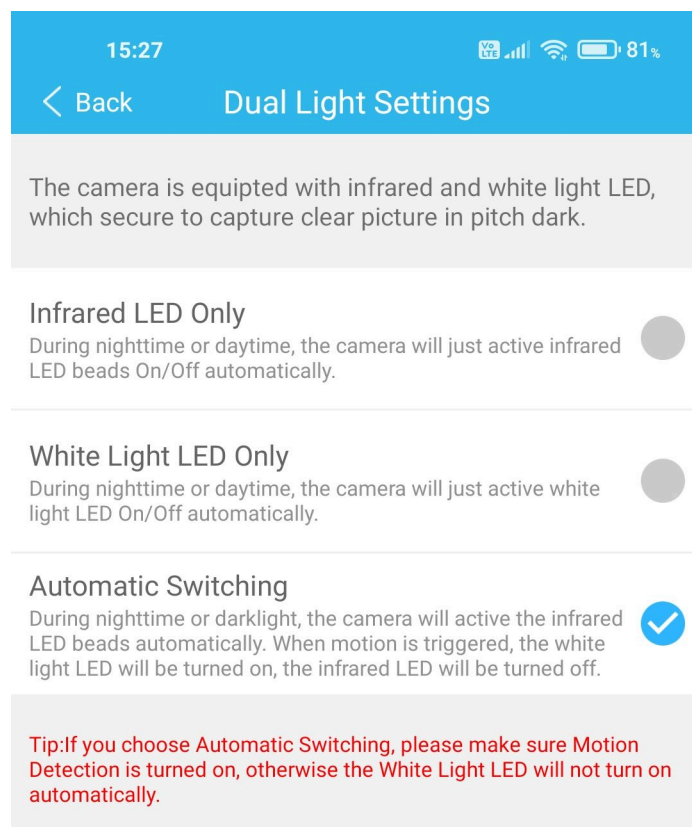 15:27 Vo LTE 81%
Back Dual Light Settings
The camera is equipted with infrared and white light LED,
which secure to capture clear picture in pitch dark.
Infrared LED Only
During nighttime or daytime, the camera will just active infrared
LED beads On/Off automatically.
White Light LED Only
During nighttime or daytime, the camera will just active white
light LED On/Off automatically.
Automatic Switching
During nighttime or darklight, the camera will active the infrared
LED beads automatically. When motion is triggered, the white
light LED will be turned on, the infrared LED will be turned off.
Tip:If you choose Automatic Switching, please make sure Motion
Detection is turned on, otherwise the White Light LED will not turn on
automatically.